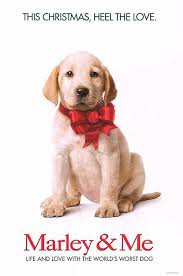 THIS CHRISTMAS, HEEL THE LOVE.
Marley & Me
LIFE AND LOVE WITH THE WORLD'S WORST DOG